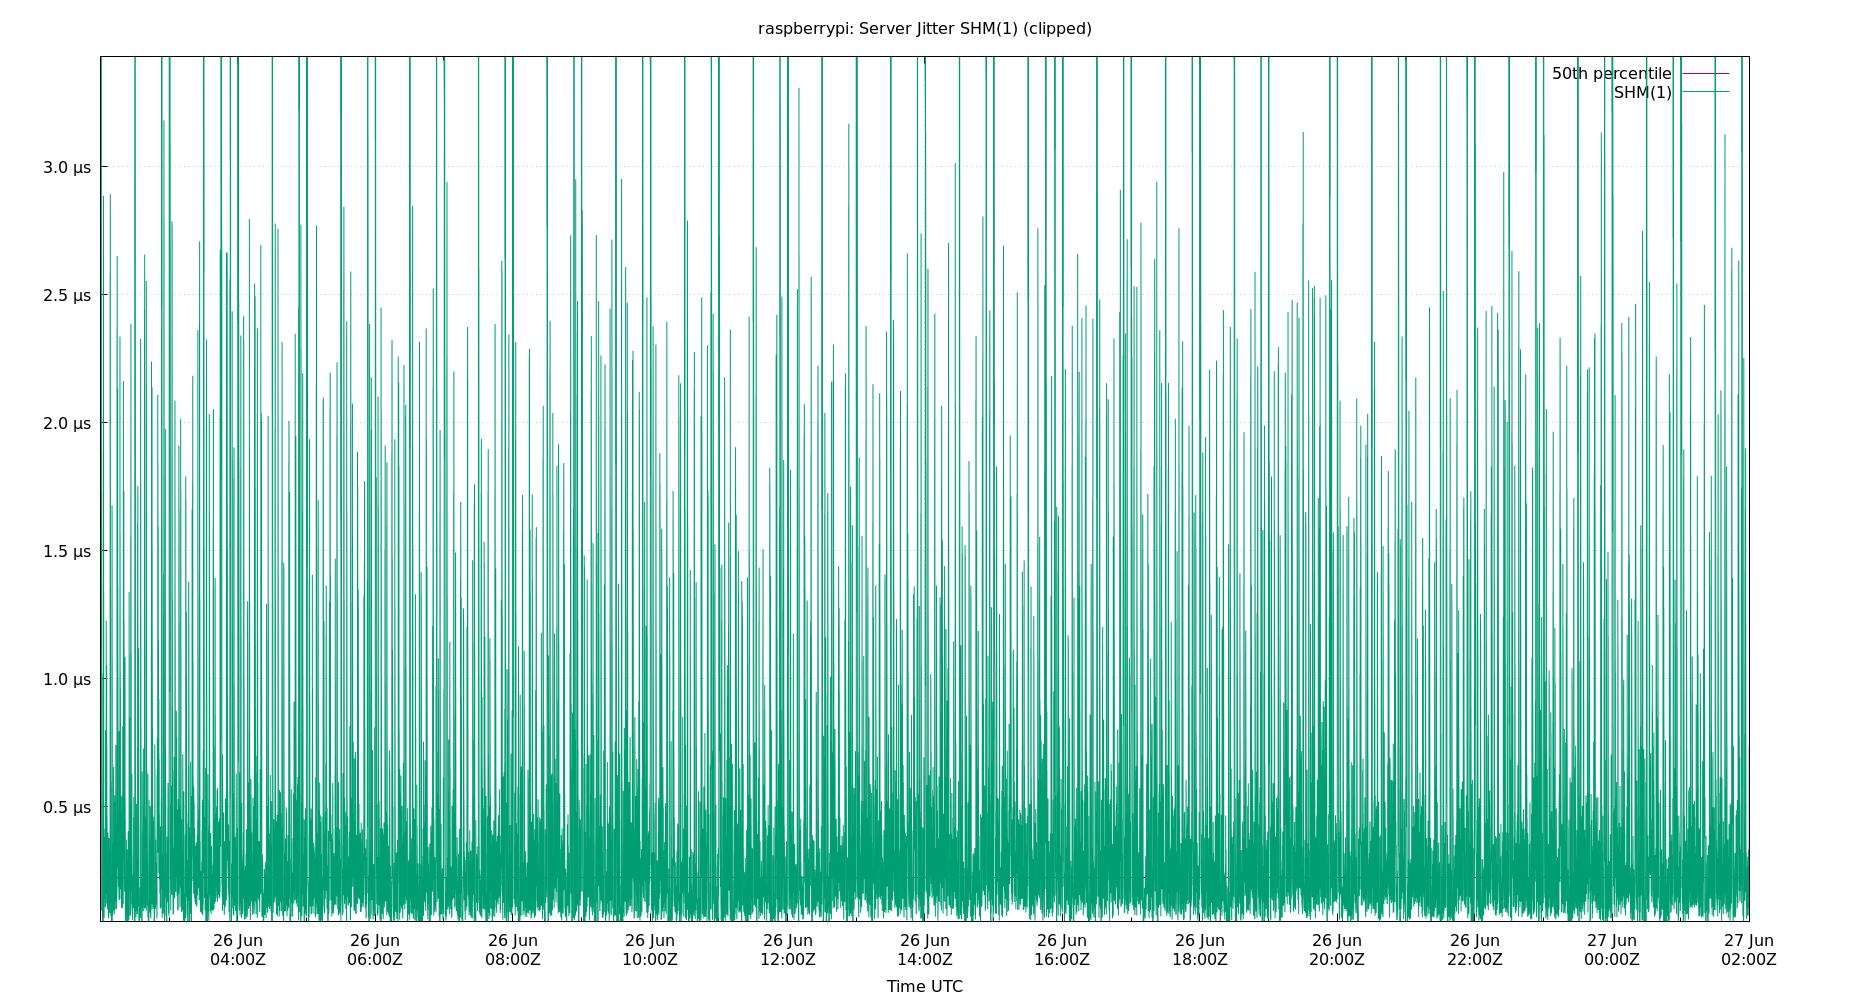 raspberrypi: Server Jitter SHM(1) (clipped)
50th percentile
SHM(1)
3.0 µs
2.5 µs
2.0 µs
1.5 µs
1.0 µs
0.5 µs
26 Jun 26 Jun 26 Jun 26 Jun 26 Jun 26 Jun 26 Jun 26 Jun 26 Jun 26 Jun 27 Jun 27 Jun
04:00Z 06:00Z 08:00Z 10:00Z 12:00Z 14:00Z 16:00Z 18:00Z 20:00Z 22:00Z 00:00Z 02:00Z
Time UTC